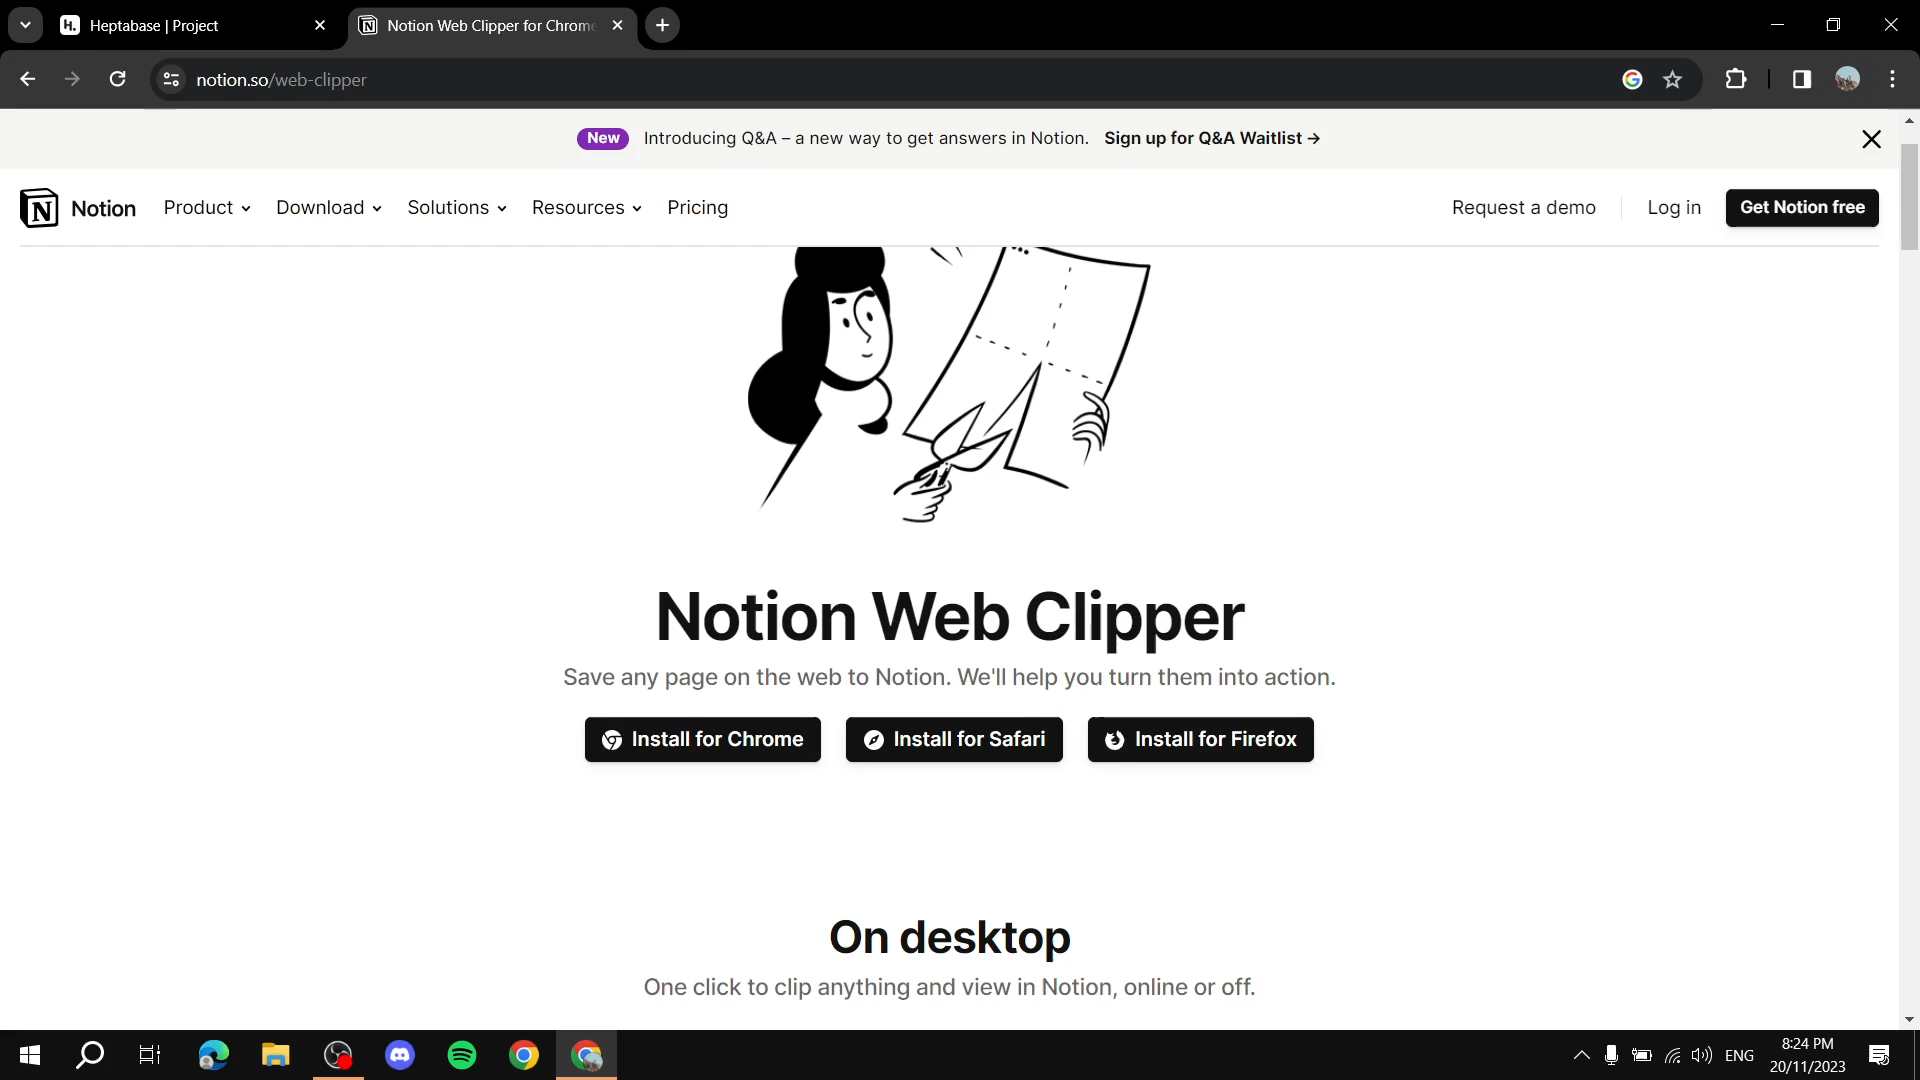 Heptabase | Project
Notion Web Clipper for Chrome
notion.so/web-clipper
New Introducing Q&A – a new way to get answers in Notion. Sign up for Q&A Waitlist →
Notion Product Download Solutions Resources Pricing Request a demo Log in Get Notion free
Notion Web Clipper
Save any page on the web to Notion. We'll help you turn them into action.
Install for Chrome Install for Safari Install for Firefox
On desktop
One click to clip anything and view in Notion, online or off.
ENG
8:24 PM
20/11/2023